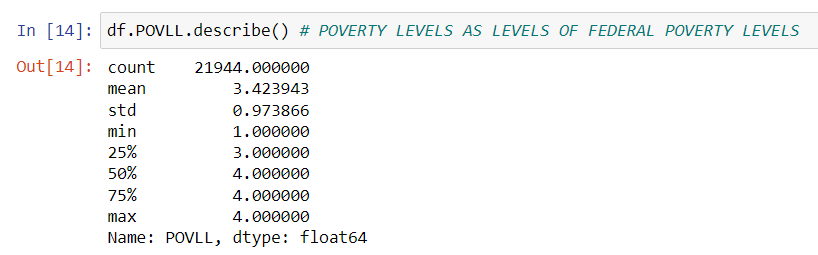 In [14]: df.POVLL.describe() # POVERTY LEVELS AS LEVELS OF FEDERAL POVERTY LEVELS
Out[14]: count    21944.000000
mean         3.423943
std          0.973866
min          1.000000
25%          3.000000
50%          4.000000
75%          4.000000
max          4.000000
Name: POVLL, dtype: float64